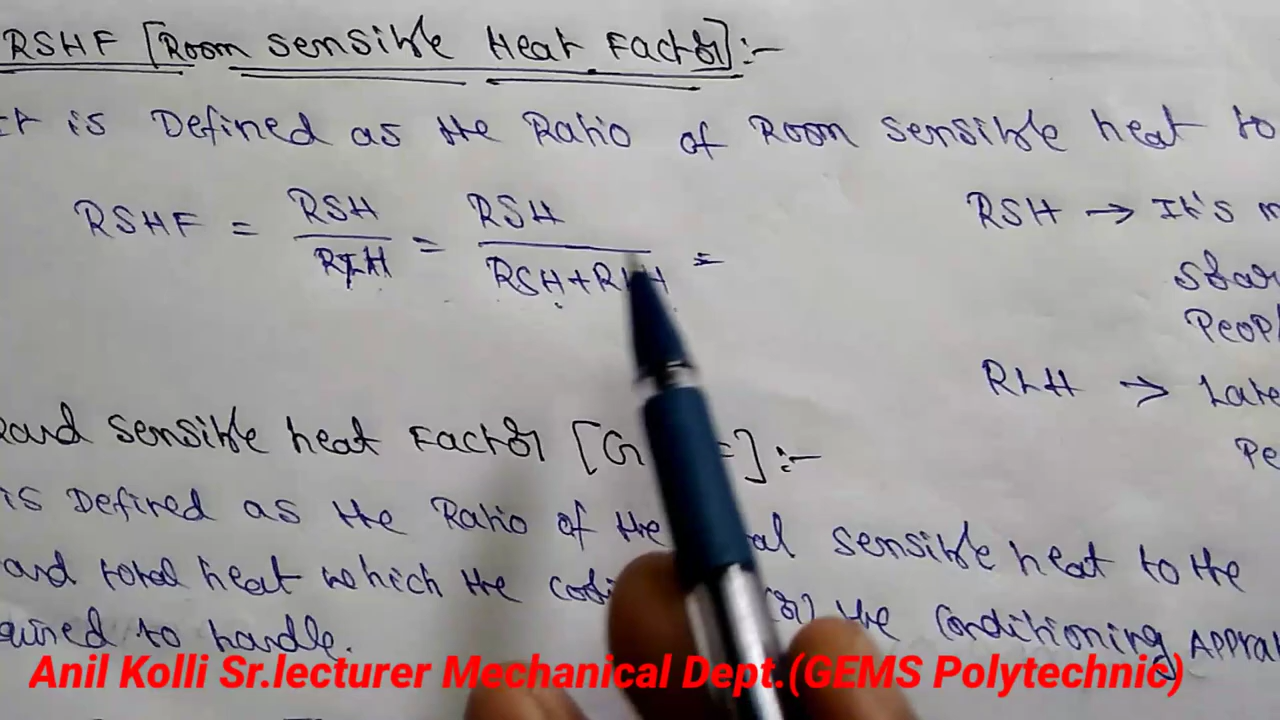 RSHF [Room sensible Heat Factor]:-
It is Defined as the Ratio of Room sensible heat to
RSHF = RSH / RTH = RSH / RSH+RLH =
RSH → It's
RLH →
sensible heat Factor [G
is Defined as the Ratio of the sensible heat to the
total heat which the (or) the Conditioning
to handle.
Anil Kolli Sr.lecturer Mechanical Dept.(GEMS Polytechnic)